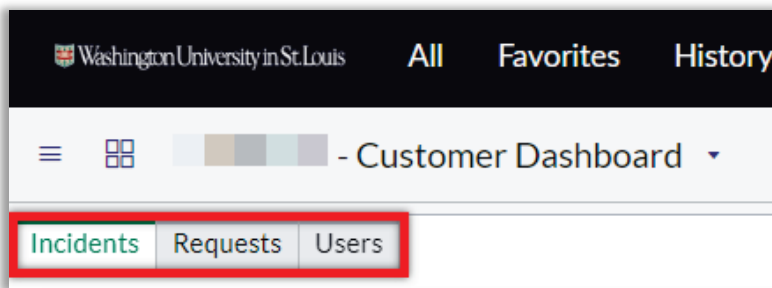 Washington University in St. Louis All Favorites History
- Customer Dashboard
Incidents Requests Users